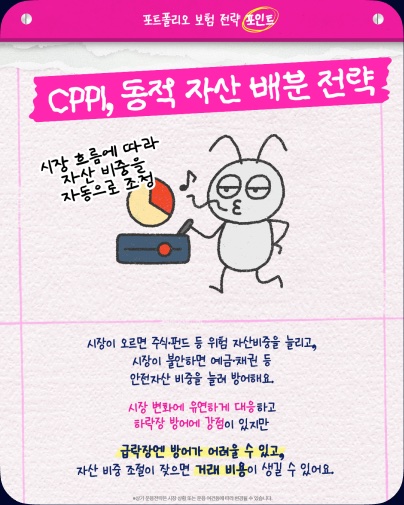 포트폴리오 보험 전략 포인트
CPPI, 동적 자산 배분 전략
시장 흐름에 따라
자산 비중을
자동으로 조정
시장이 오르면 주식·펀드 등 위험 자산비중을 늘리고,
시장이 불안하면 예금·채권 등
안전자산 비중을 늘려 방어해요.
시장 변화에 유연하게 대응하고
하락장 방어에 강점이 있지만
급락장엔 방어가 어려울 수 있고,
자산 비중 조절이 잦으면 거래 비용이 생길 수 있어요.